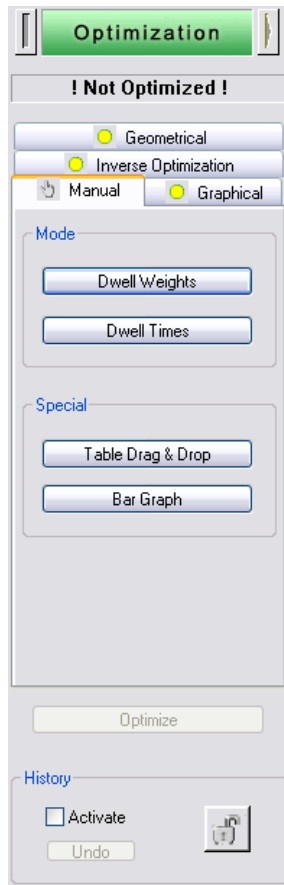 Optimization
! Not Optimized !
Geometrical
Inverse Optimization
Manual
Graphical
Mode
Dwell Weights
Dwell Times
Special
Table Drag & Drop
Bar Graph
Optimize
History
Activate
Undo